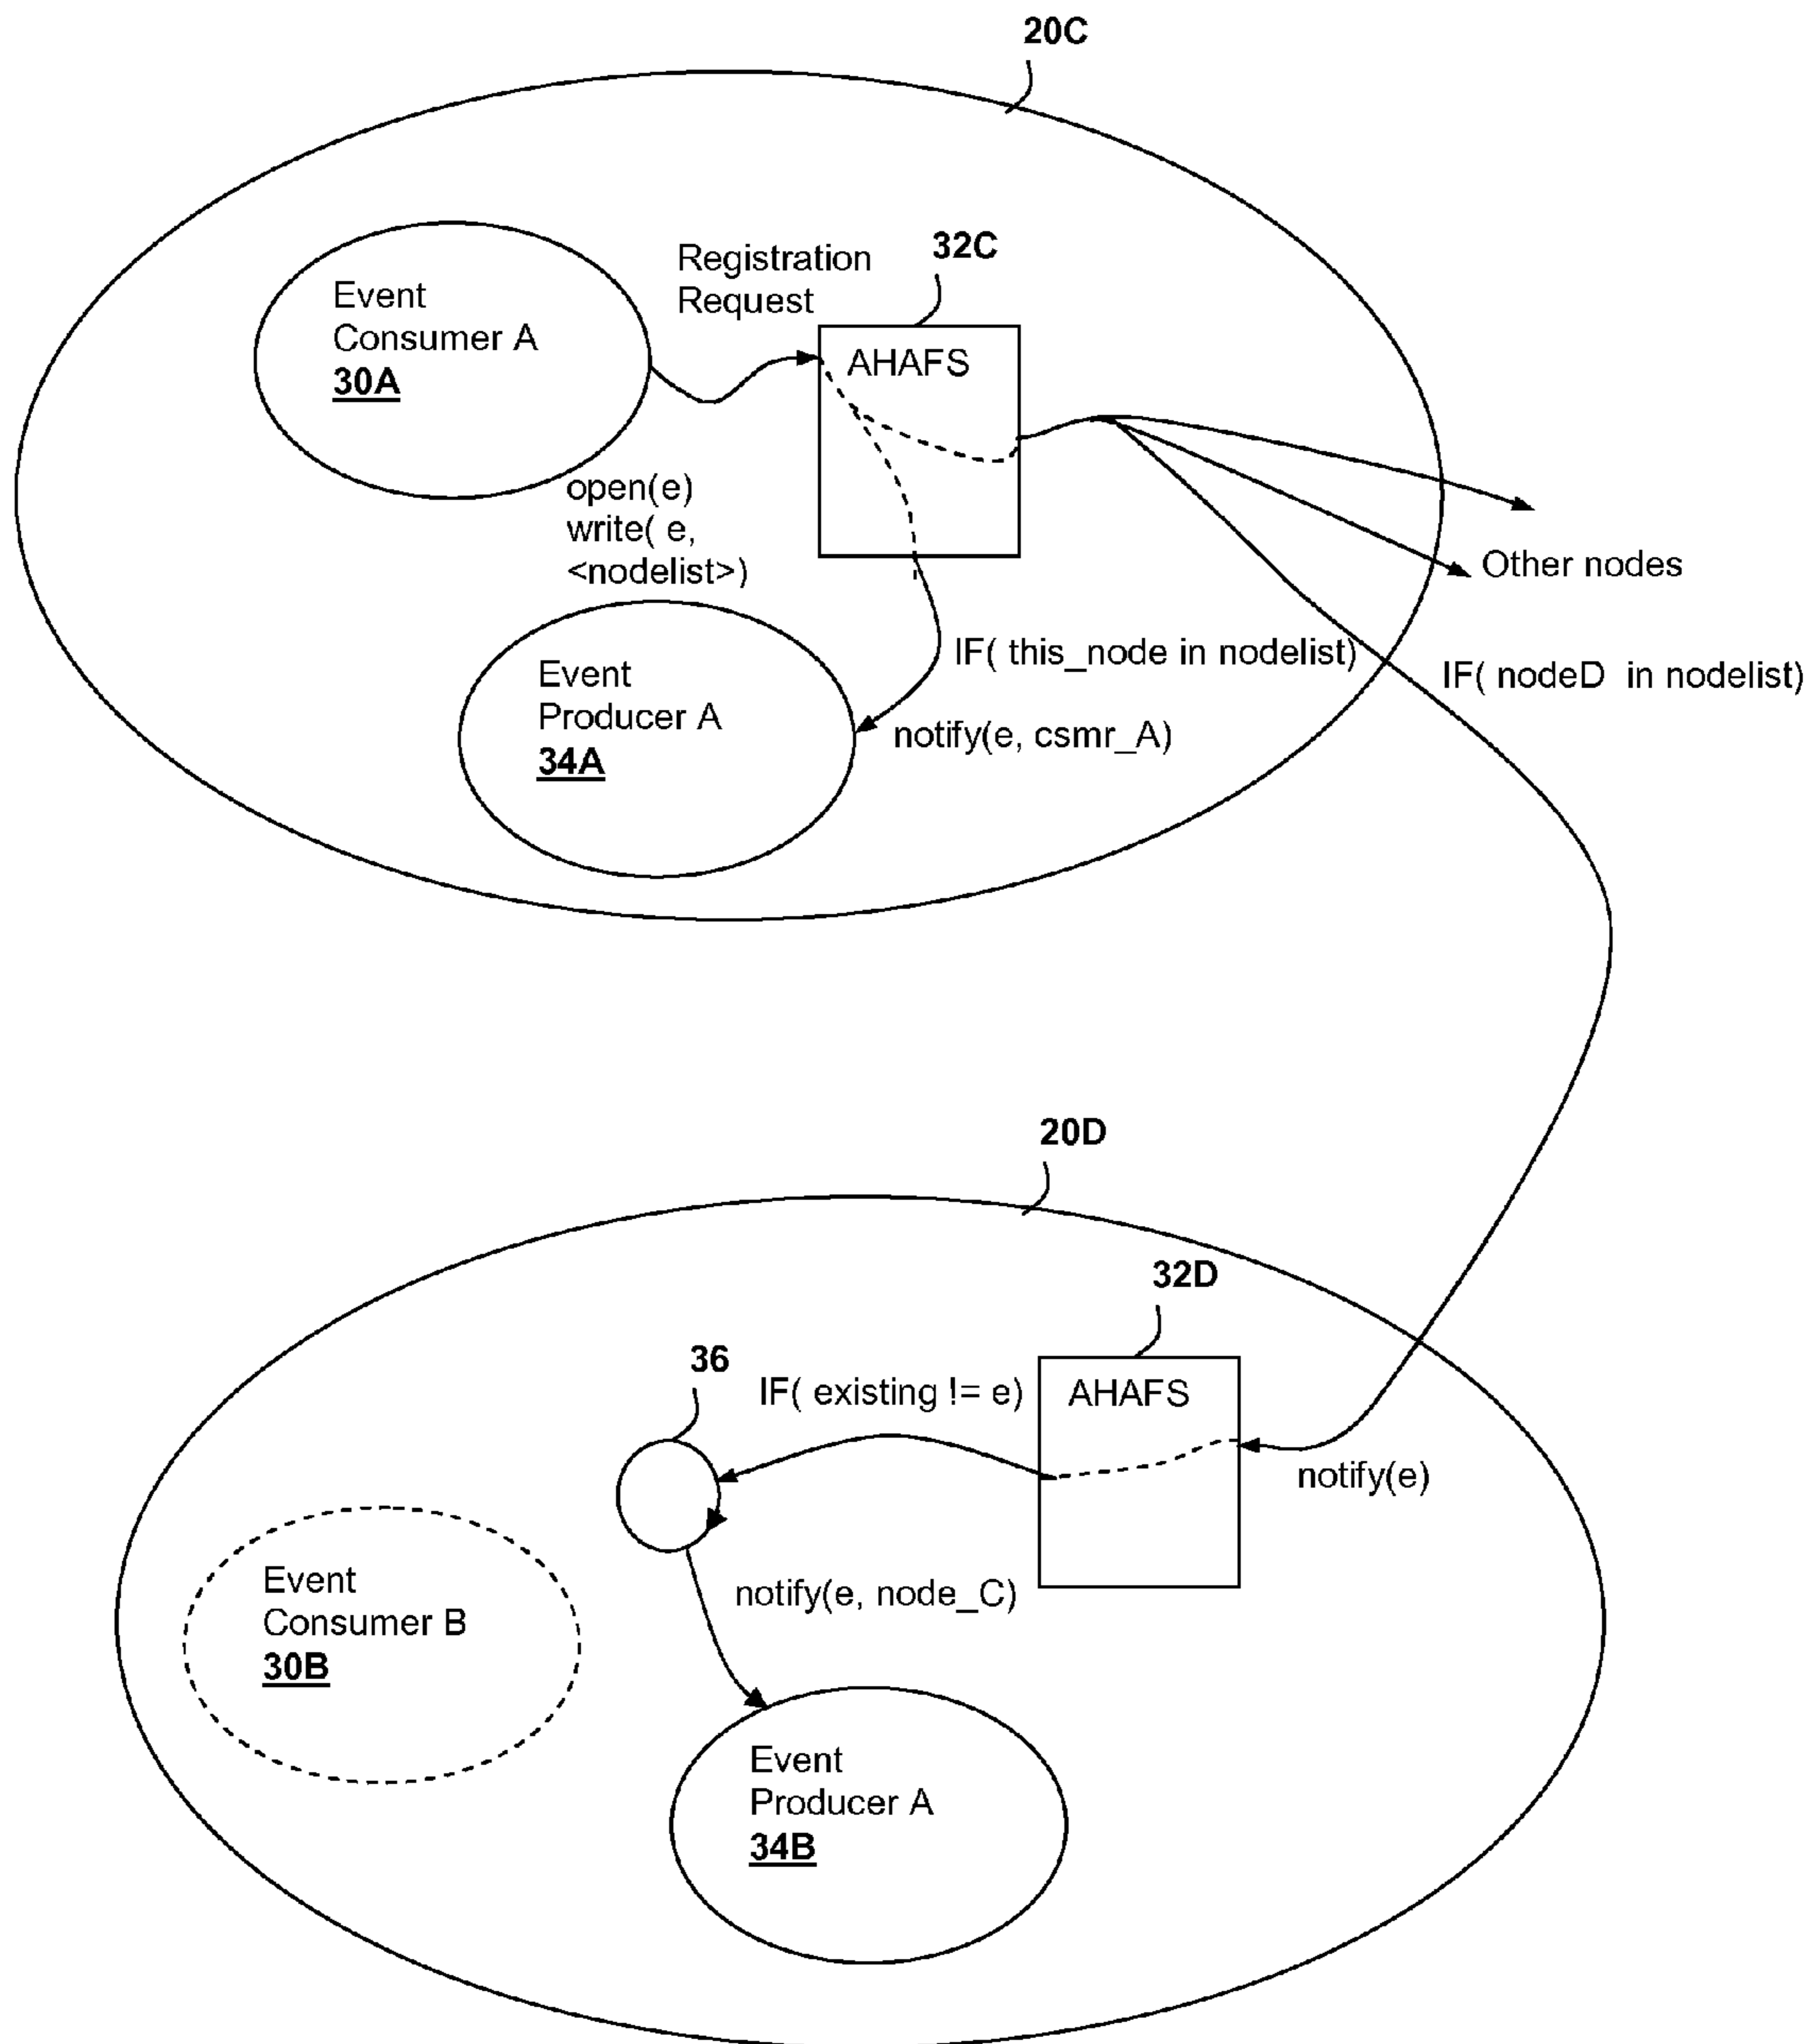 20C
Registration
Request
32C
Event
Consumer A
30A
AHAFS
open(e)
write( e,
<nodelist>)
Other nodes
IF( this_node in nodelist)
IF( nodeD  in nodelist)
Event
Producer A
34A
notify(e, csmr_A)
20D
32D
36
IF( existing != e)
AHAFS
notify(e)
Event
Consumer B
30B
notify(e, node_C)
Event
Producer A
34B